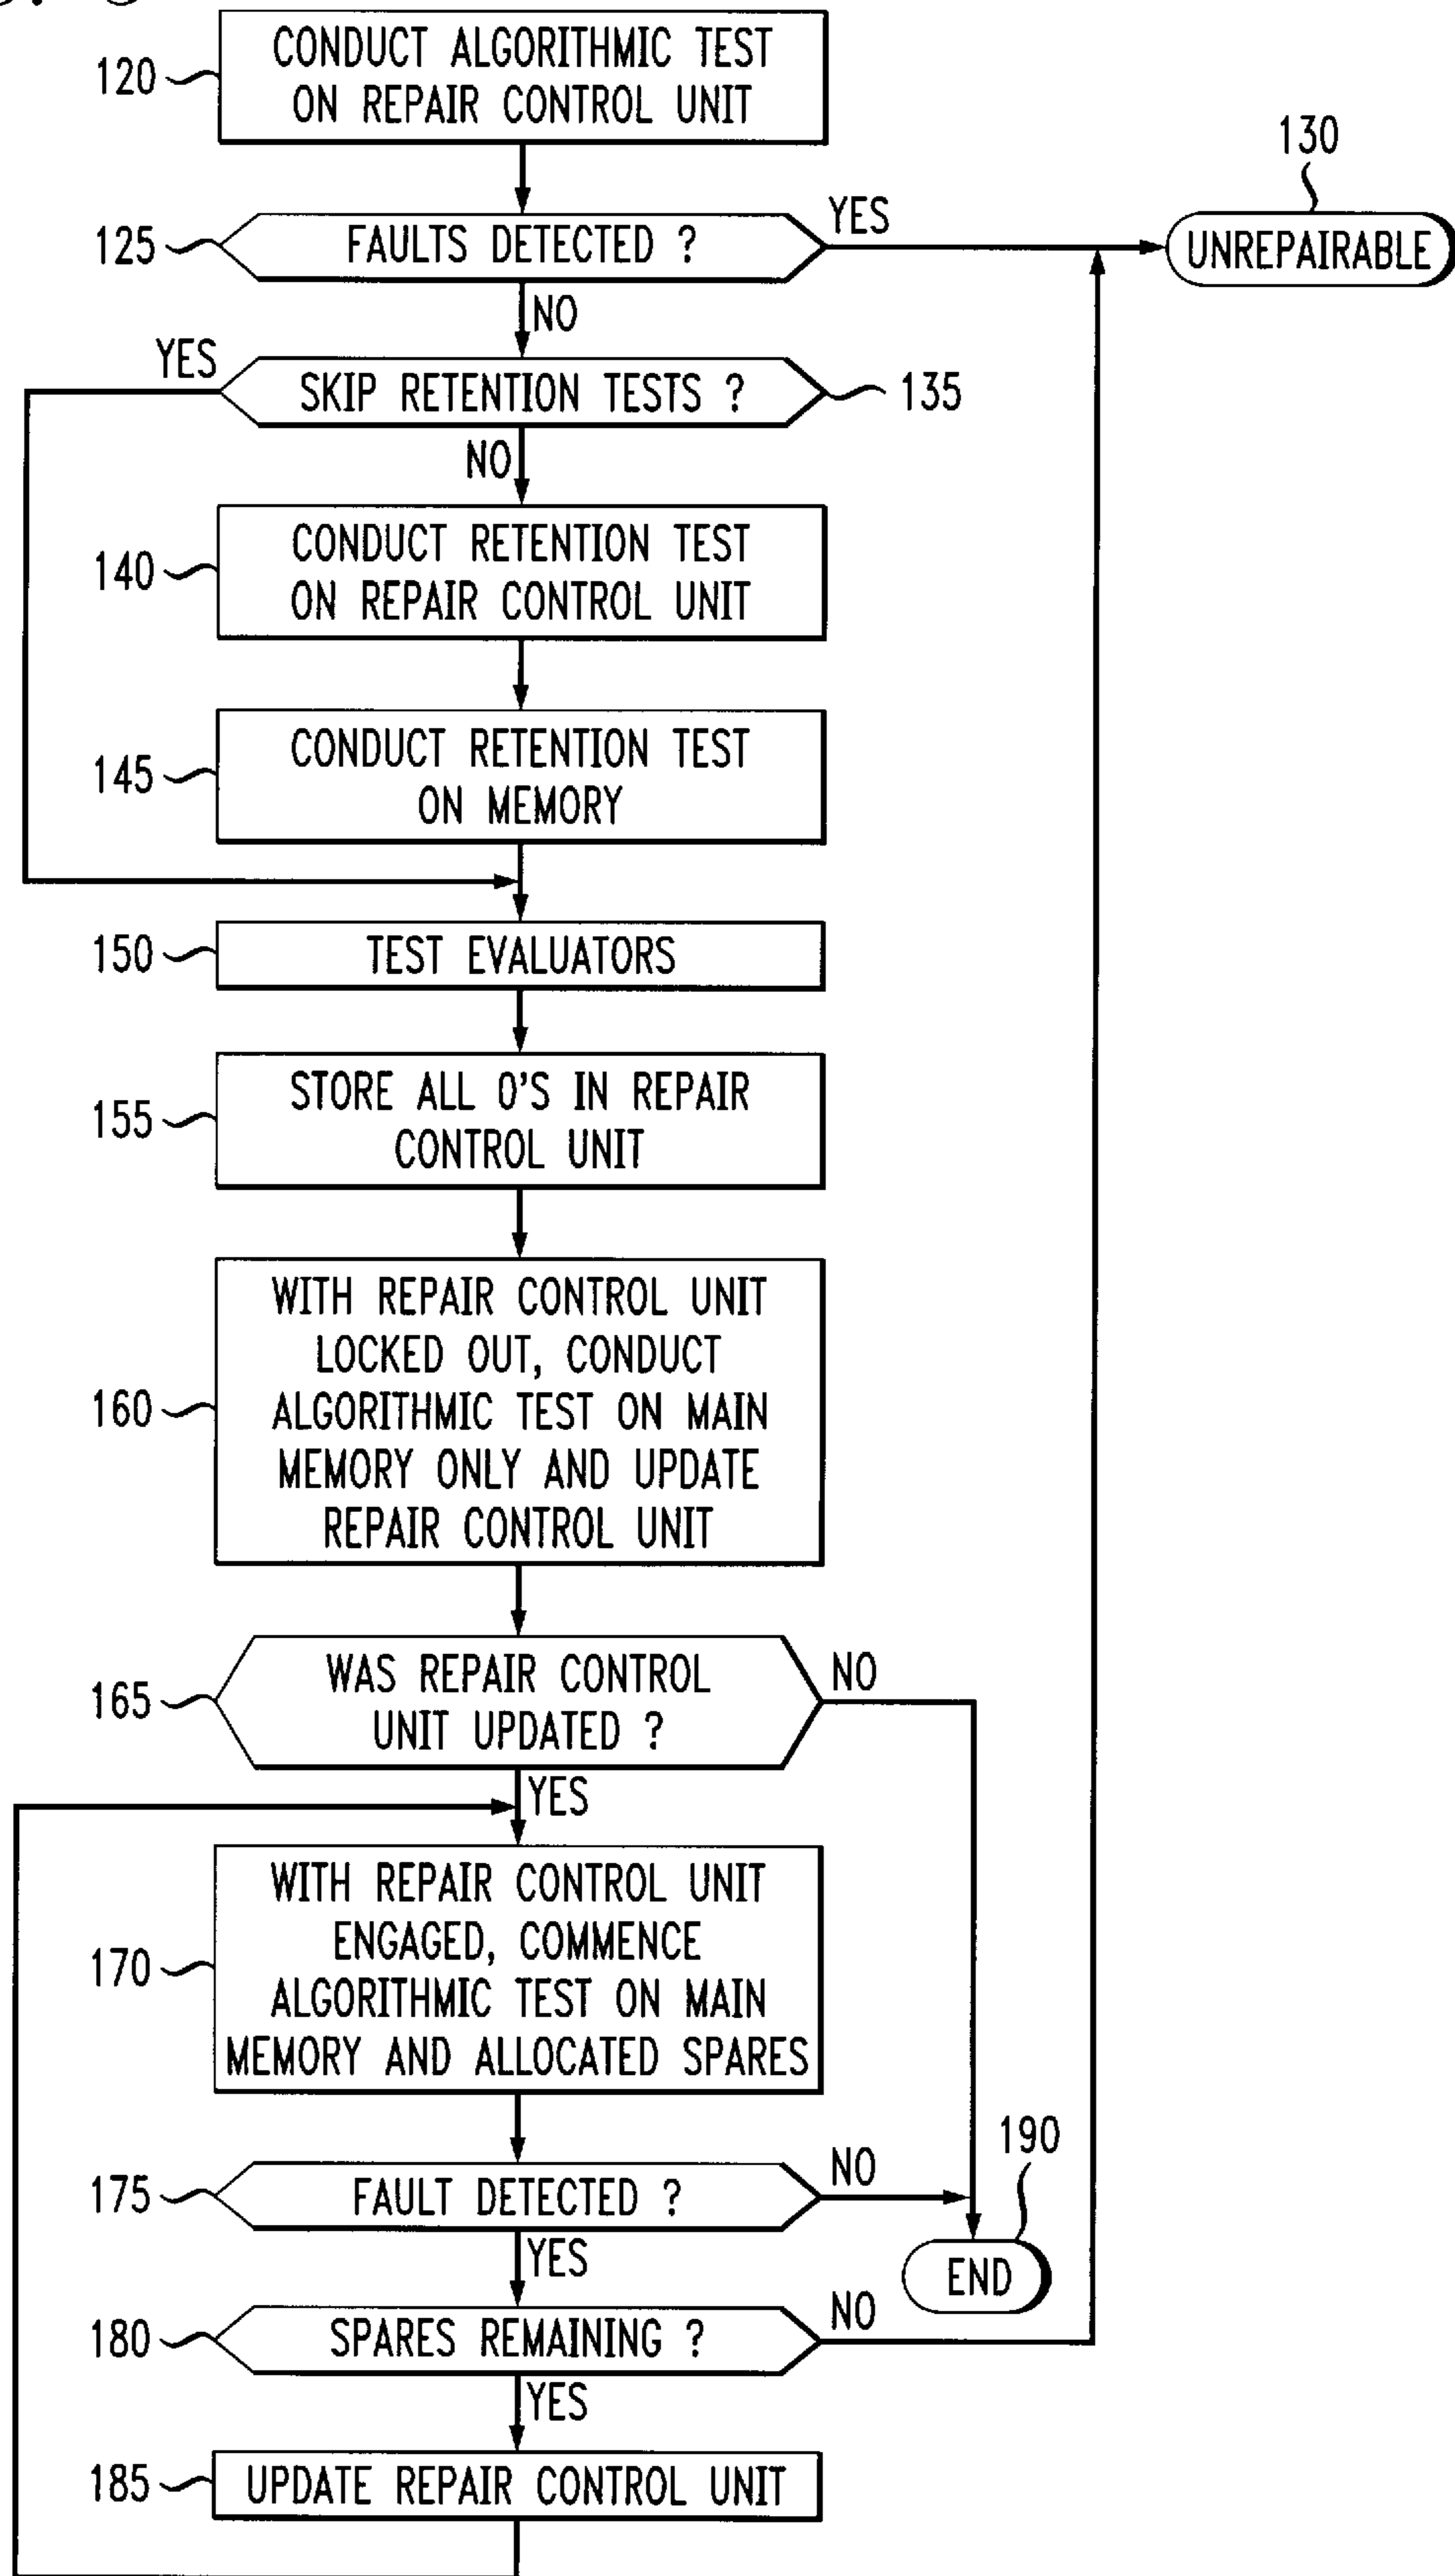 120
CONDUCT ALGORITHMIC TEST
ON REPAIR CONTROL UNIT
130
125
FAULTS DETECTED ?
YES
UNREPAIRABLE
NO
YES
SKIP RETENTION TESTS ?
135
NO
140
CONDUCT RETENTION TEST
ON REPAIR CONTROL UNIT
145
CONDUCT RETENTION TEST
ON MEMORY
150
TEST EVALUATORS
155
STORE ALL 0'S IN REPAIR
CONTROL UNIT
160
WITH REPAIR CONTROL UNIT
LOCKED OUT, CONDUCT
ALGORITHMIC TEST ON MAIN
MEMORY ONLY AND UPDATE
REPAIR CONTROL UNIT
165
WAS REPAIR CONTROL
UNIT UPDATED ?
NO
YES
170
WITH REPAIR CONTROL UNIT
ENGAGED, COMMENCE
ALGORITHMIC TEST ON MAIN
MEMORY AND ALLOCATED SPARES
190
175
FAULT DETECTED ?
NO
YES
END
180
SPARES REMAINING ?
NO
YES
185
UPDATE REPAIR CONTROL UNIT